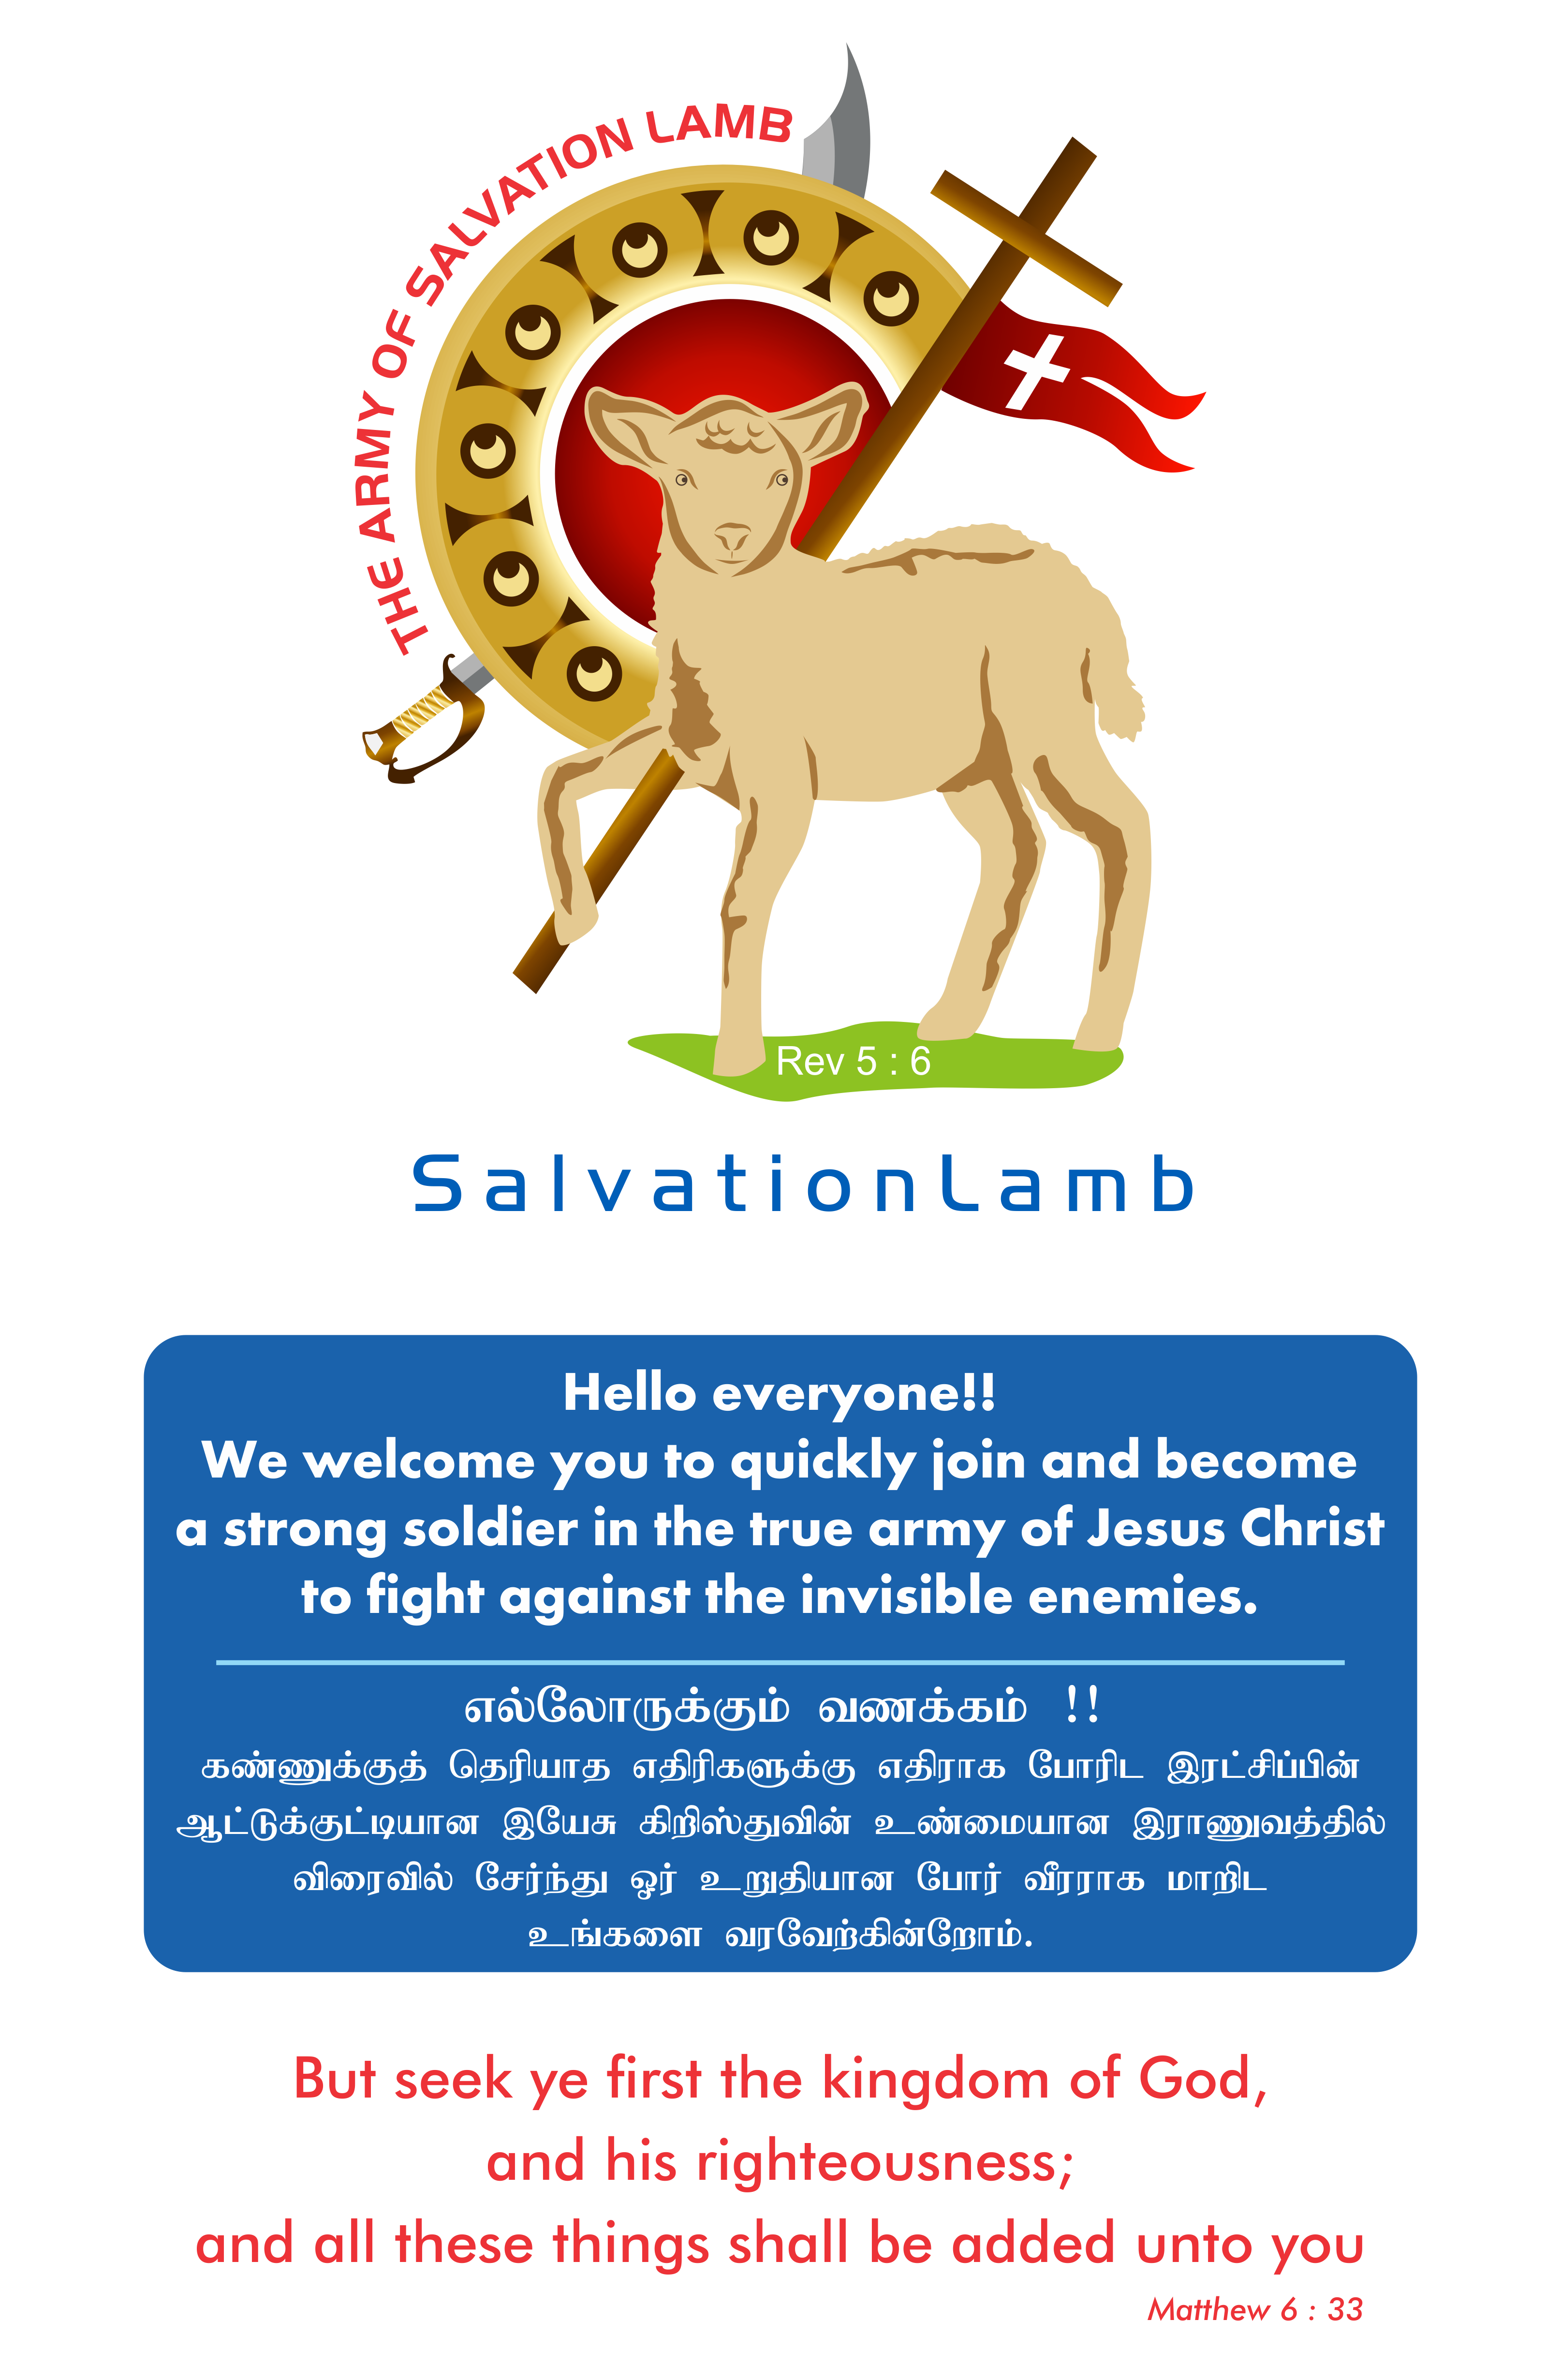 THE ARMY OF SALVATION LAMB
Rev 5 : 6
SalvationLamb
Hello everyone!!
We welcome you to quickly join and become
a strong soldier in the true army of Jesus Christ
to fight against the invisible enemies.
எல்லோருக்கும் வணக்கம் !!
கண்ணுக்குத் தெரியாத எதிரிகளுக்கு எதிராக போரிட இரட்சிப்பின்
ஆட்டுக்குட்டியான இயேசு கிறிஸ்துவின் உண்மையான இராணுவத்தில்
விரைவில் சேர்ந்து ஓர் உறுதியான போர் வீரராக மாறிட
உங்களை வரவேற்கின்றோம்.
But seek ye first the kingdom of God,
and his righteousness;
and all these things shall be added unto you
Matthew 6 : 33